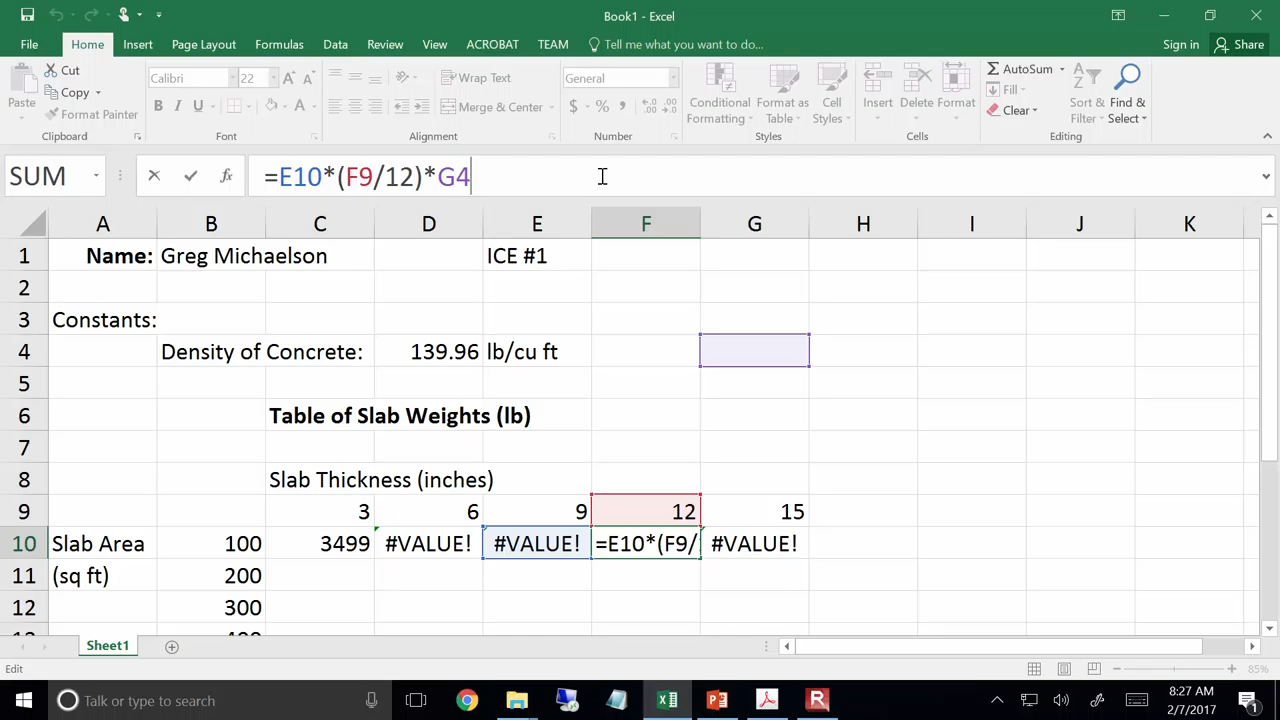 Book1 - Excel
File Home Insert Page Layout Formulas Data Review View ACROBAT TEAM Tell me what you want to do... Sign in Share
Paste Cut Copy Format Painter Clipboard
Calibri 22 A A B I U A Font
Wrap Text Merge & Center Alignment
General $ % Number
Conditional Formatting Format as Table Cell Styles Styles
Insert Delete Format Cells
AutoSum Fill Clear Sort & Filter Find & Select Editing
SUM fx =E10*(F9/12)*G4
A B C D E F G H I J K
1 Name: Greg Michaelson ICE #1
2
3 Constants:
4 Density of Concrete: 139.96 lb/cu ft
5
6 Table of Slab Weights (lb)
7
8 Slab Thickness (inches)
9 3 6 9 12 15
10 Slab Area 100 3499 #VALUE! #VALUE! =E10*(F9/ #VALUE!
11 (sq ft) 200
12 300
Sheet1
Edit 85%
Talk or type to search 8:27 AM
2/7/2017 1